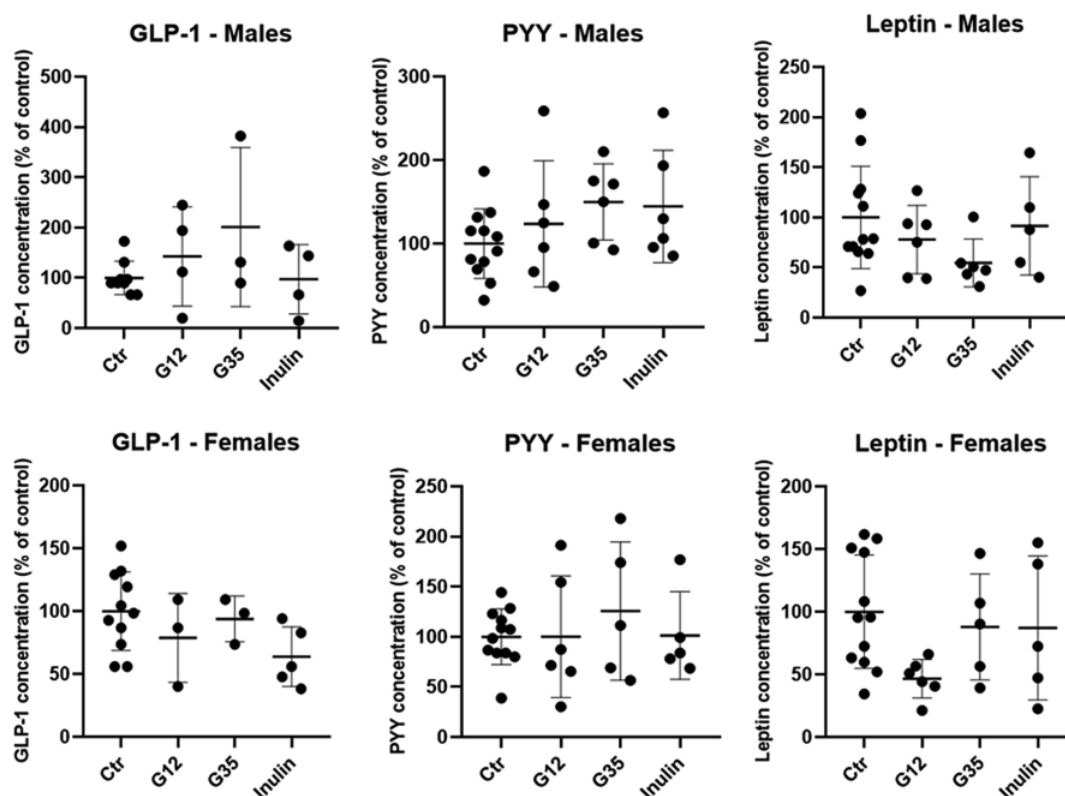 GLP-1 - Males
GLP-1 concentration (% of control)
500
400
300
200
100
0
Ctr
G12
G35
Inulin
PYY - Males
PYY concentration (% of control)
300
200
100
0
Ctr
G12
G35
Inulin
Leptin - Males
Leptin concentration (% of control)
250
200
150
100
50
0
Ctr
G12
G35
Inulin
GLP-1 - Females
GLP-1 concentration (% of control)
200
150
100
50
0
Ctr
G12
G35
Inulin
PYY - Females
PYY concentration (% of control)
250
200
150
100
50
0
Ctr
G12
G35
Inulin
Leptin - Females
Leptin concentration (% of control)
200
150
100
50
0
Ctr
G12
G35
Inulin